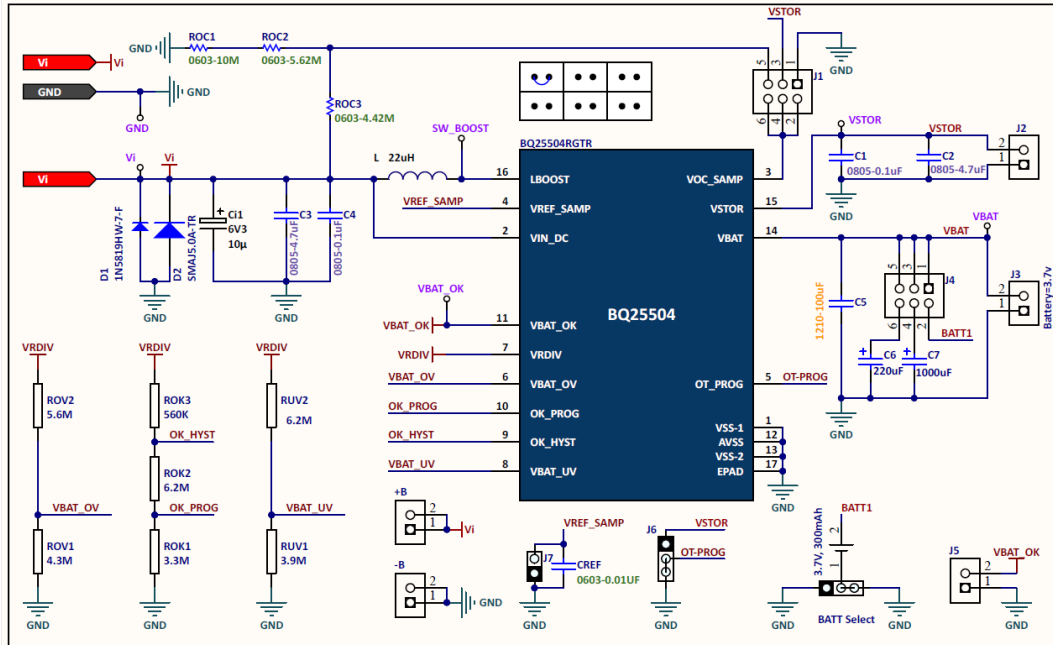 VSTOR
GND
ROC1
ROC2
0603-10M
0603-5.62M
Vi
Vi
GND
GND
GND
GND
5
3
1
J1
6
4
2
ROC3
0603-4.42M
SW_BOOST
L
22uH
BQ25504RGTR
Vi
Vi
Vi
16
LBOOST
4
VREF_SAMP
VREF_SAMP
2
VIN_DC
VOC_SAMP
3
VSTOR
15
VBAT
14
VSTOR
VSTOR
J2
2
1
C1
0805-0.1uF
C2
0805-4.7uF
GND
D1
1N5819HW-7-F
D2
SMAJ5.0A-TR
Ci1
6V3
10µ
C3
0805-4.7uF
C4
0805-0.1uF
GND
GND
VBAT
VBAT
5
3
1
J4
6
4
2
J3
2
1
Battery=3.7v
C5
1210-100uF
C6
220uF
C7
1000uF
BATT1
GND
VBAT_OK
VBAT_OK
11
VBAT_OK
VRDIV
7
VRDIV
VBAT_OV
6
VBAT_OV
OK_PROG
10
OK_PROG
OK_HYST
9
OK_HYST
VBAT_UV
8
VBAT_UV
BQ25504
OT_PROG
5
OT-PROG
VSS-1
1
AVSS
12
VSS-2
13
EPAD
17
GND
VRDIV
ROV2
5.6M
VBAT_OV
ROV1
4.3M
GND
VRDIV
ROK3
560K
OK_HYST
ROK2
6.2M
OK_PROG
ROK1
3.3M
GND
VRDIV
RUV2
6.2M
VBAT_UV
RUV1
3.9M
GND
+B
2
1
Vi
-B
2
1
GND
VREF_SAMP
J7
CREF
0603-0.01UF
GND
J6
VSTOR
OT-PROG
GND
BATT1
3.7V, 300mAh
2
1
GND
GND
BATT Select
J5
VBAT_OK
2
1
GND